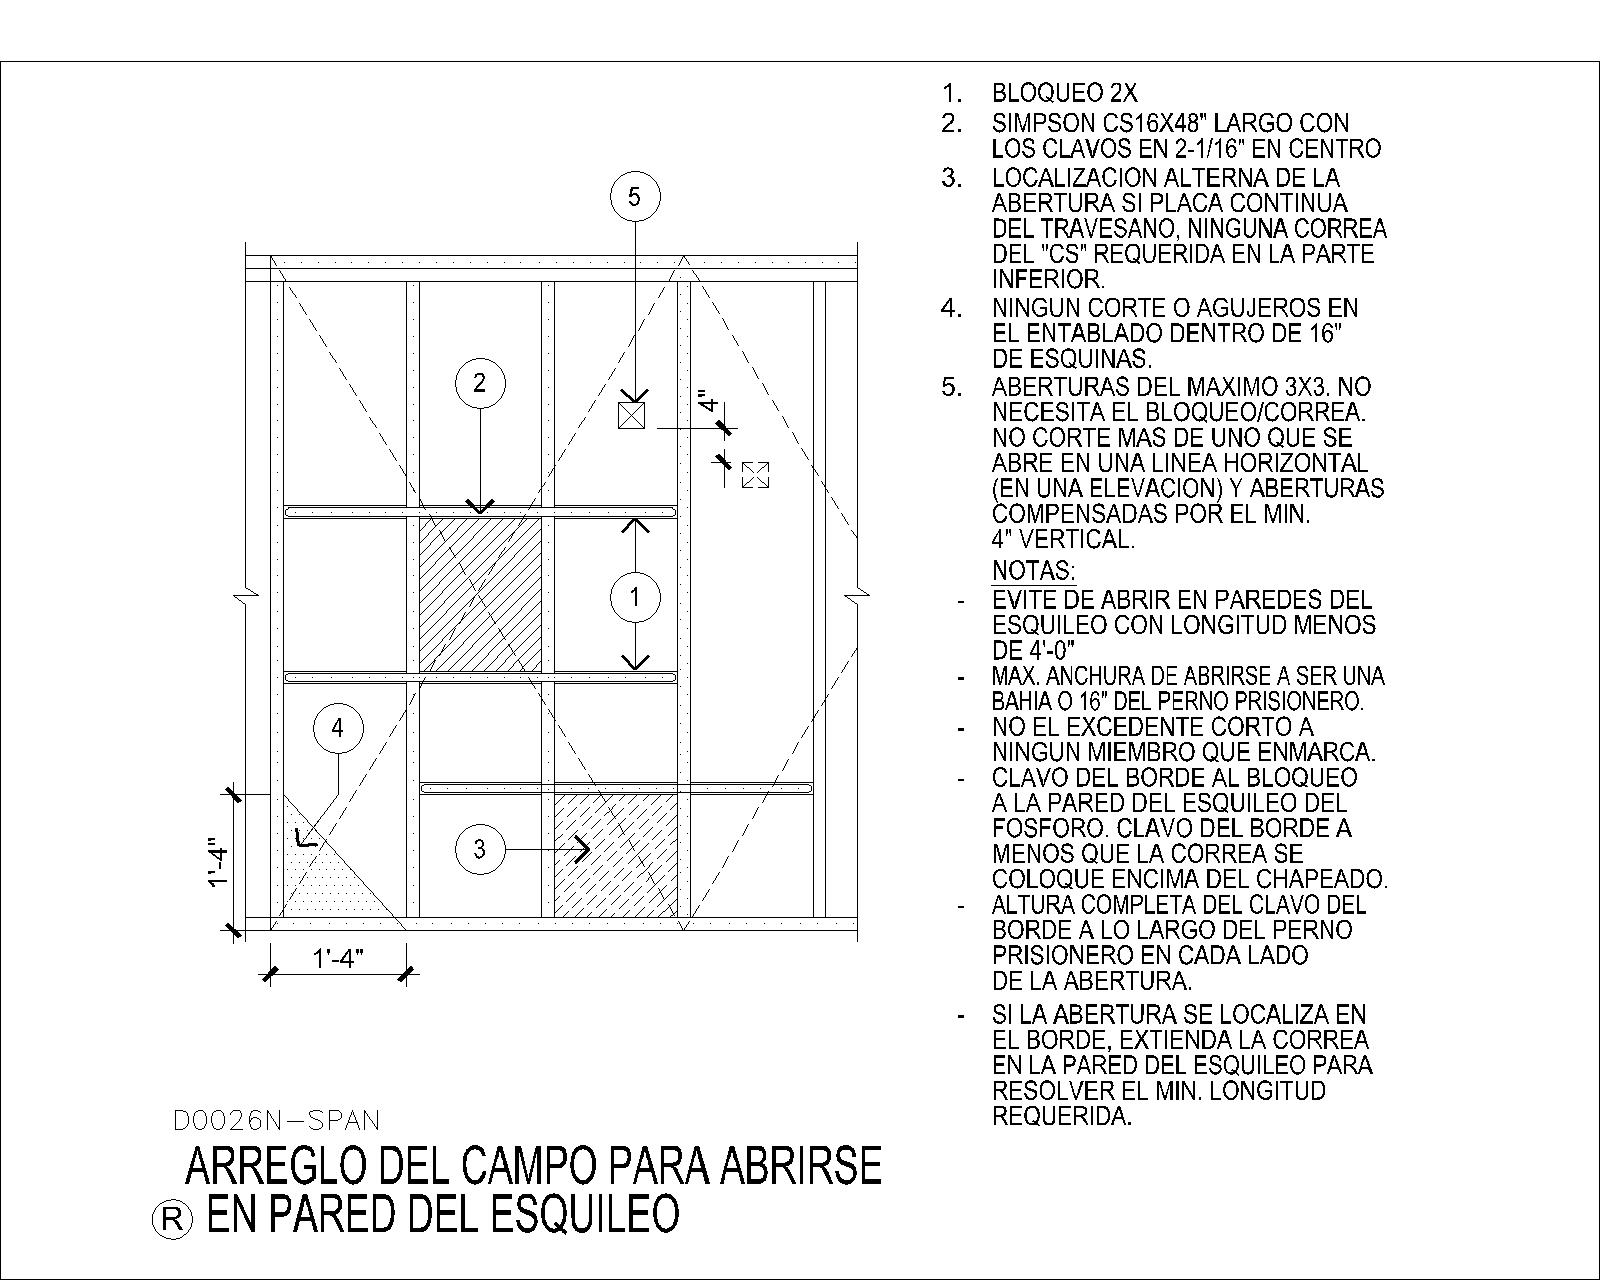 1. BLOQUEO 2X
2. SIMPSON CS16X48" LARGO CON
LOS CLAVOS EN 2-1/16" EN CENTRO
3. LOCALIZACION ALTERNA DE LA
ABERTURA SI PLACA CONTINUA
DEL TRAVESANO, NINGUNA CORREA
DEL "CS" REQUERIDA EN LA PARTE
INFERIOR.
4. NINGUN CORTE O AGUJEROS EN
EL ENTABLADO DENTRO DE 16"
DE ESQUINAS.
5. ABERTURAS DEL MAXIMO 3X3. NO
NECESITA EL BLOQUEO/CORREA.
NO CORTE MAS DE UNO QUE SE
ABRE EN UNA LINEA HORIZONTAL
(EN UNA ELEVACION) Y ABERTURAS
COMPENSADAS POR EL MIN.
4" VERTICAL.
NOTAS:
- EVITE DE ABRIR EN PAREDES DEL
ESQUILEO CON LONGITUD MENOS
DE 4'-0"
- MAX. ANCHURA DE ABRIRSE A SER UNA
BAHIA O 16" DEL PERNO PRISIONERO.
- NO EL EXCEDENTE CORTO A
NINGUN MIEMBRO QUE ENMARCA.
- CLAVO DEL BORDE AL BLOQUEO
A LA PARED DEL ESQUILEO DEL
FOSFORO. CLAVO DEL BORDE A
MENOS QUE LA CORREA SE
COLOQUE ENCIMA DEL CHAPEADO.
- ALTURA COMPLETA DEL CLAVO DEL
BORDE A LO LARGO DEL PERNO
PRISIONERO EN CADA LADO
DE LA ABERTURA.
- SI LA ABERTURA SE LOCALIZA EN
EL BORDE, EXTIENDA LA CORREA
EN LA PARED DEL ESQUILEO PARA
RESOLVER EL MIN. LONGITUD
REQUERIDA.
5
2
4"
1
4
3
1'-4"
1'-4"
D0026N-SPAN
ARREGLO DEL CAMPO PARA ABRIRSE
® EN PARED DEL ESQUILEO